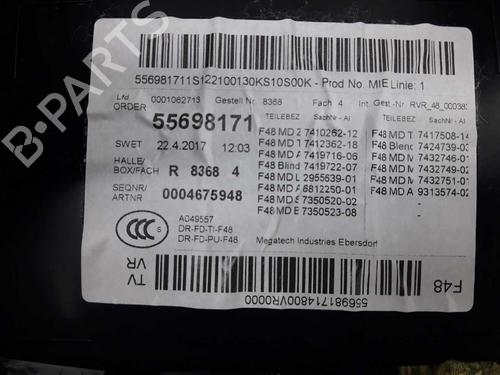 556981711S122100130KS10S00K - Prod No. MIE Linie: 1
Lfd ORDER 0001062713 Gestell Nr 8368 Fach 4 Int Gest.-Nr RVR_48_000383
55698171
TEILEBEZ SachNr - AI TEILEBEZ SachNr - AI
SWET 22.4.2017 12:03
HALLE/BOX/FACH R 8368 4
SEQNR/ARTNR 0004675948
F48 MD Z 7410262-12 F48 MD T 7417508-14
F48 MD T 7412362-18 F48 Blend 7424739-03
F48 MD A 7419716-06 F48 MD M 7432746-01
F48 Blind 7419722-07 F48 MD M 7432749-02
F48 MD L 2955639-01 F48 MD M 7432751-01
F48 MD A 6812250-01 F48 MD A 9313574-02
F48 MD S 7350520-02
F48 MD B 7350523-08
CCC S
A049557
DR-FD-TI-F48
DR-FD-PU-F48
Megatech Industries Ebersdorf
TV VR
F48
556981714800VR0000
B-PARTS